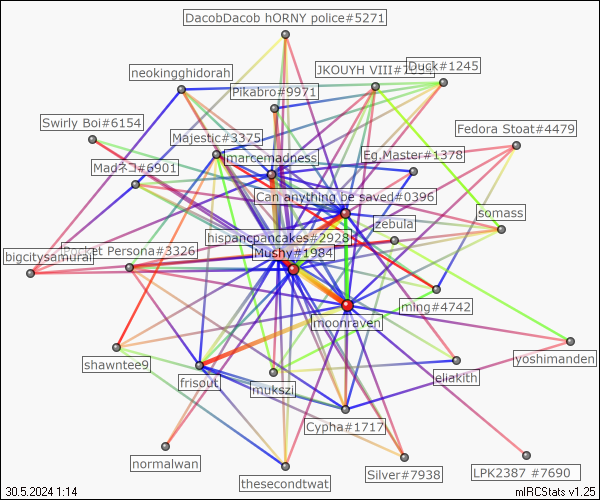 DacobDacob hORNY police#5271
JKOUYH VIII#7
Duck#1245
neokingghidorah
Pikabro#9971
Swirly Boi#6154
Majestic#3375
Fedora Stoat#4479
marcemadness
Eg.Master#1378
Madネコ#6901
Can anything be saved#0396
somass
zebula
hispancpancakes#2928
Persona#3326
Mushy#1984
bigcitysamurai
ming#4742
moonraven
yoshimanden
shawntee9
eliakith
frisout
mukszi
Cypha#1717
normalwan
Silver#7938
LPK2387 #7690
thesecondtwat
30.5.2024 1:14
mIRCStats v1.25